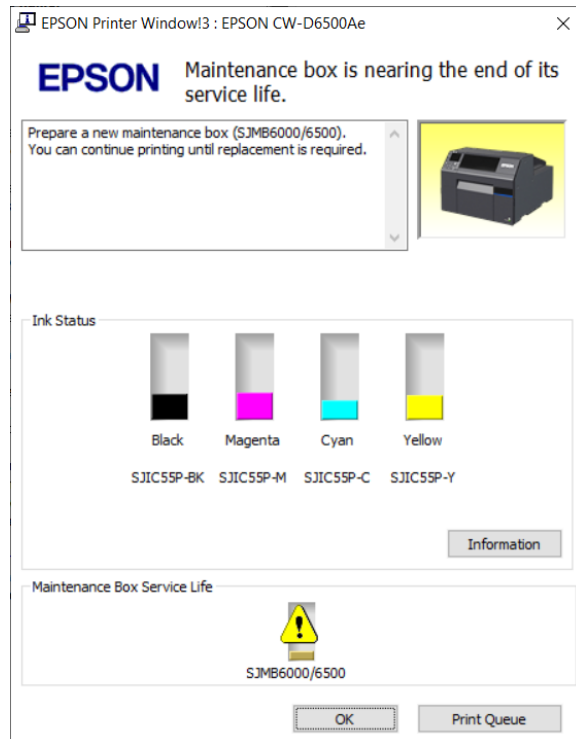 EPSON Printer Window!3 : EPSON CW-D6500Ae
EPSON
Maintenance box is nearing the end of its
service life.
Prepare a new maintenance box (SJMB6000/6500).
You can continue printing until replacement is required.
EPSON
Ink Status
Black Magenta Cyan Yellow
SJIC55P-BK SJIC55P-M SJIC55P-C SJIC55P-Y
Information
Maintenance Box Service Life
SJMB6000/6500
OK Print Queue